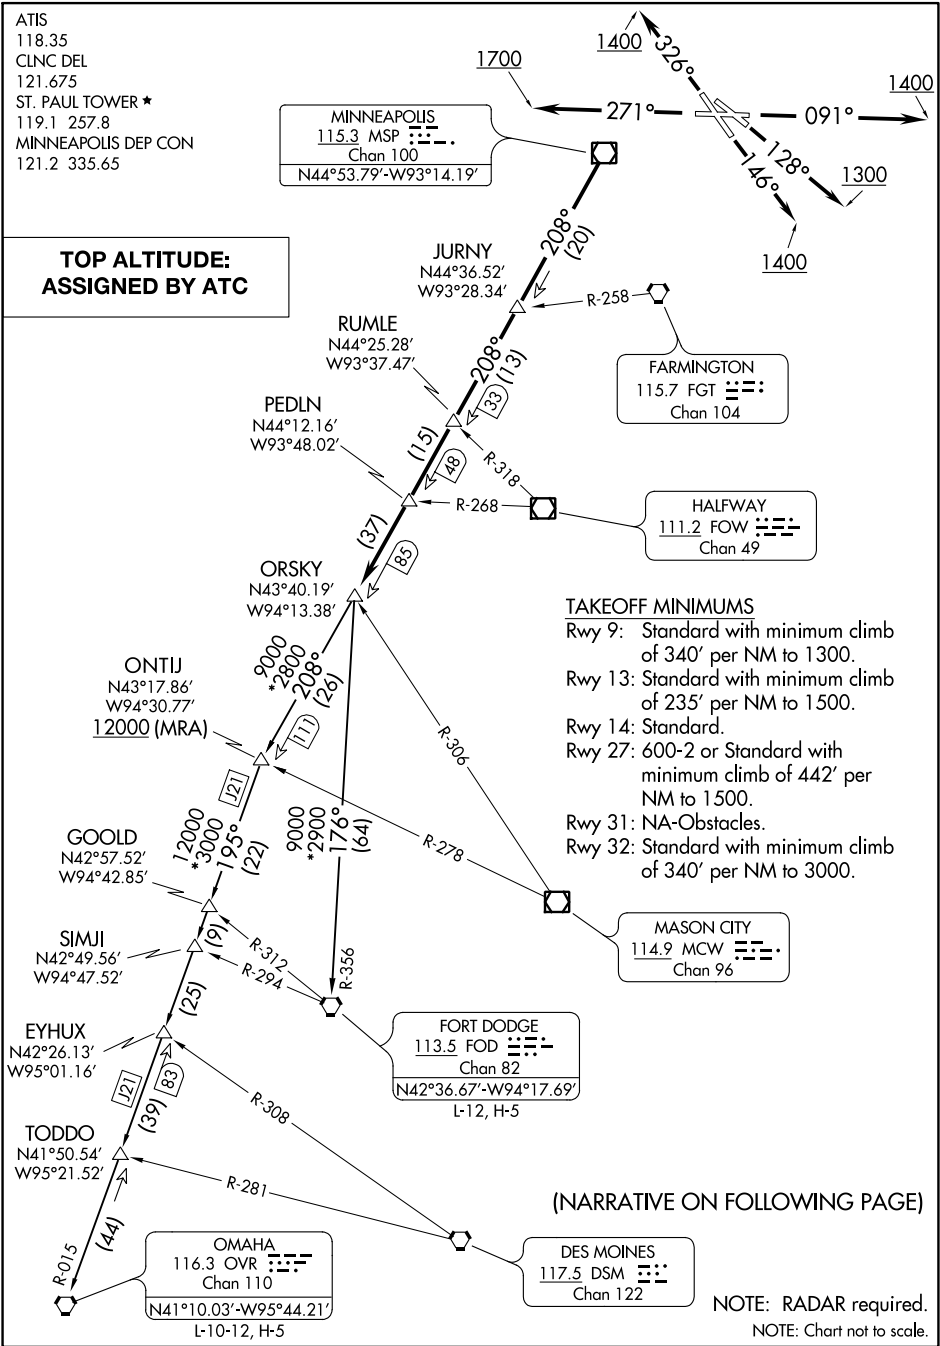 ATIS
118.35
CLNC DEL
121.675
ST. PAUL TOWER ★
119.1 257.8
MINNEAPOLIS DEP CON
121.2 335.65
TOP ALTITUDE:
ASSIGNED BY ATC
MINNEAPOLIS
115.3 MSP
Chan 100
N44°53.79'-W93°14.19'
1700
1400
1400
1300
1400
326°
271°
091°
128°
146°
208°
(20)
JURNY
N44°36.52'
W93°28.34'
R-258
FARMINGTON
115.7 FGT
Chan 104
RUMLE
N44°25.28'
W93°37.47'
208°
(13)
33
PEDLN
N44°12.16'
W93°48.02'
(15)
48
R-318
R-268
HALFWAY
111.2 FOW
Chan 49
(37)
85
ORSKY
N43°40.19'
W94°13.38'
TAKEOFF MINIMUMS
Rwy 9: Standard with minimum climb
of 340' per NM to 1300.
Rwy 13: Standard with minimum climb
of 235' per NM to 1500.
Rwy 14: Standard.
Rwy 27: 600-2 or Standard with
minimum climb of 442' per
NM to 1500.
Rwy 31: NA-Obstacles.
Rwy 32: Standard with minimum climb
of 340' per NM to 3000.
9000
*2800
208°
(26)
111
ONTIJ
N43°17.86'
W94°30.77'
12000 (MRA)
R-306
R-278
J21
12000
*3000
195°
(22)
9000
*2900
176°
(64)
GOOLD
N42°57.52'
W94°42.85'
MASON CITY
114.9 MCW
Chan 96
(9)
SIMJI
N42°49.56'
W94°47.52'
R-312
R-294
R-356
(25)
FORT DODGE
113.5 FOD
Chan 82
N42°36.67'-W94°17.69'
L-12, H-5
EYHUX
N42°26.13'
W95°01.16'
J21
83
(39)
R-308
TODDO
N41°50.54'
W95°21.52'
R-281
(44)
R-015
OMAHA
116.3 OVR
Chan 110
N41°10.03'-W95°44.21'
L-10-12, H-5
DES MOINES
117.5 DSM
Chan 122
(NARRATIVE ON FOLLOWING PAGE)
NOTE: RADAR required.
NOTE: Chart not to scale.